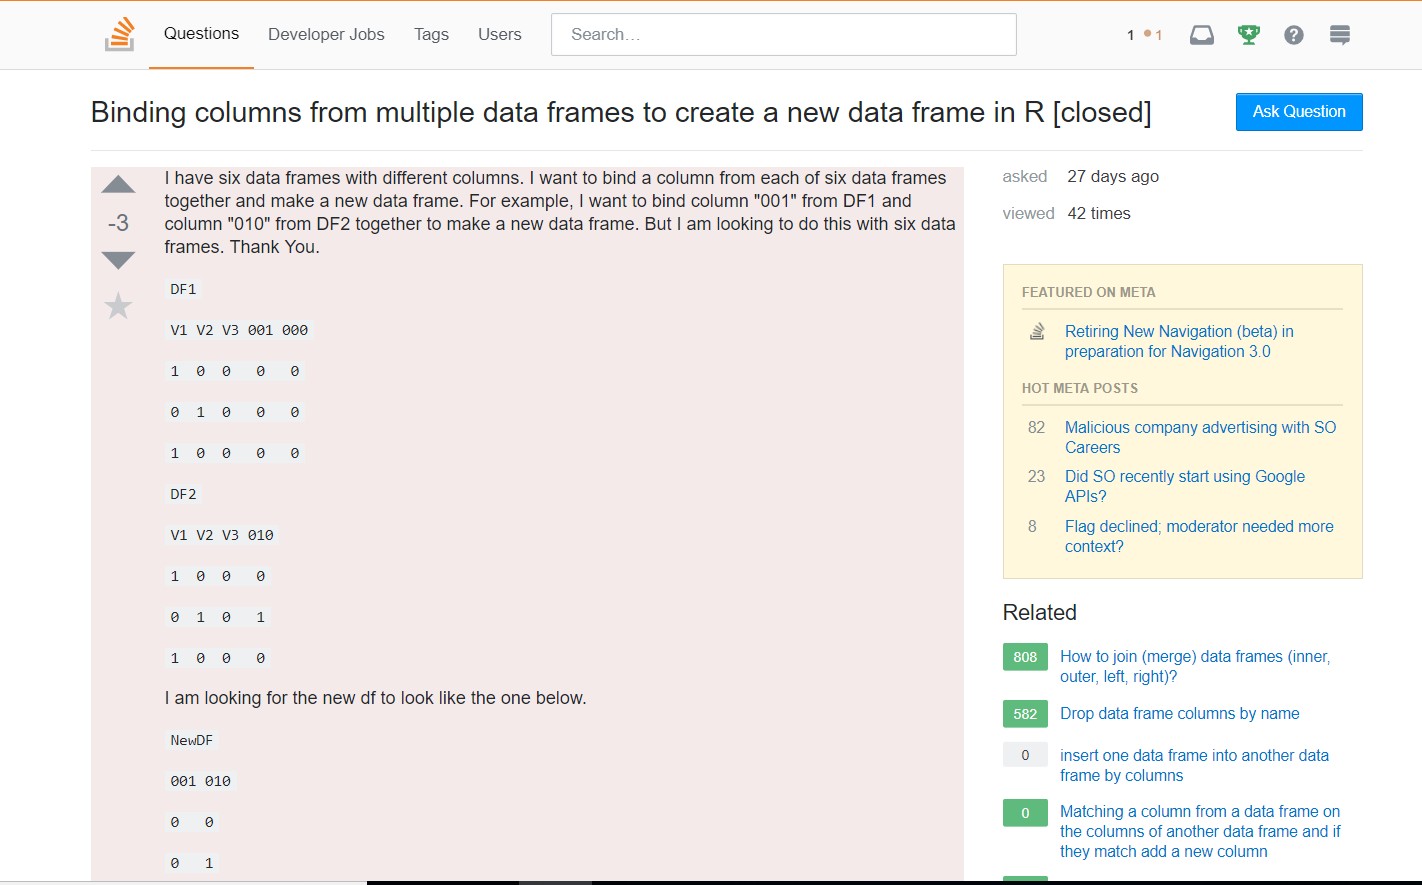 Questions Developer Jobs Tags Users Search... 1 1
Binding columns from multiple data frames to create a new data frame in R [closed]
Ask Question
-3
I have six data frames with different columns. I want to bind a column from each of six data frames
together and make a new data frame. For example, I want to bind column "001" from DF1 and
column "010" from DF2 together to make a new data frame. But I am looking to do this with six data
frames. Thank You.
DF1
V1 V2 V3 001 000
1 0 0 0 0
0 1 0 0 0
1 0 0 0 0
DF2
V1 V2 V3 010
1 0 0 0
0 1 0 1
1 0 0 0
I am looking for the new df to look like the one below.
NewDF
001 010
0 0
0 1
asked 27 days ago
viewed 42 times
FEATURED ON META
Retiring New Navigation (beta) in
preparation for Navigation 3.0
HOT META POSTS
82 Malicious company advertising with SO
Careers
23 Did SO recently start using Google
APIs?
8 Flag declined; moderator needed more
context?
Related
808 How to join (merge) data frames (inner,
outer, left, right)?
582 Drop data frame columns by name
0 insert one data frame into another data
frame by columns
0 Matching a column from a data frame on
the columns of another data frame and if
they match add a new column